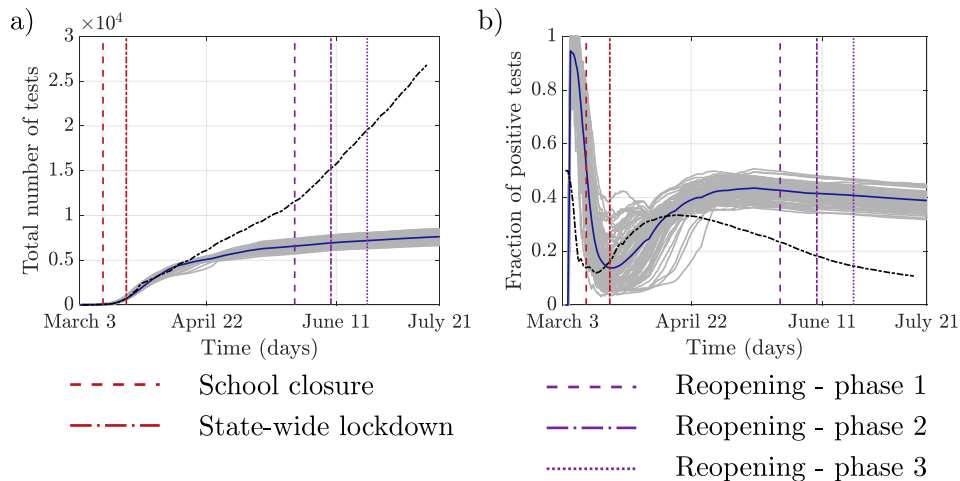 a)
×10⁴
3
2.5
2
1.5
1
0.5
0
Total number of tests
March 3
April 22
June 11
July 21
Time (days)
b)
1
0.8
0.6
0.4
0.2
0
Fraction of positive tests
March 3
April 22
June 11
July 21
Time (days)
School closure
State-wide lockdown
Reopening - phase 1
Reopening - phase 2
Reopening - phase 3